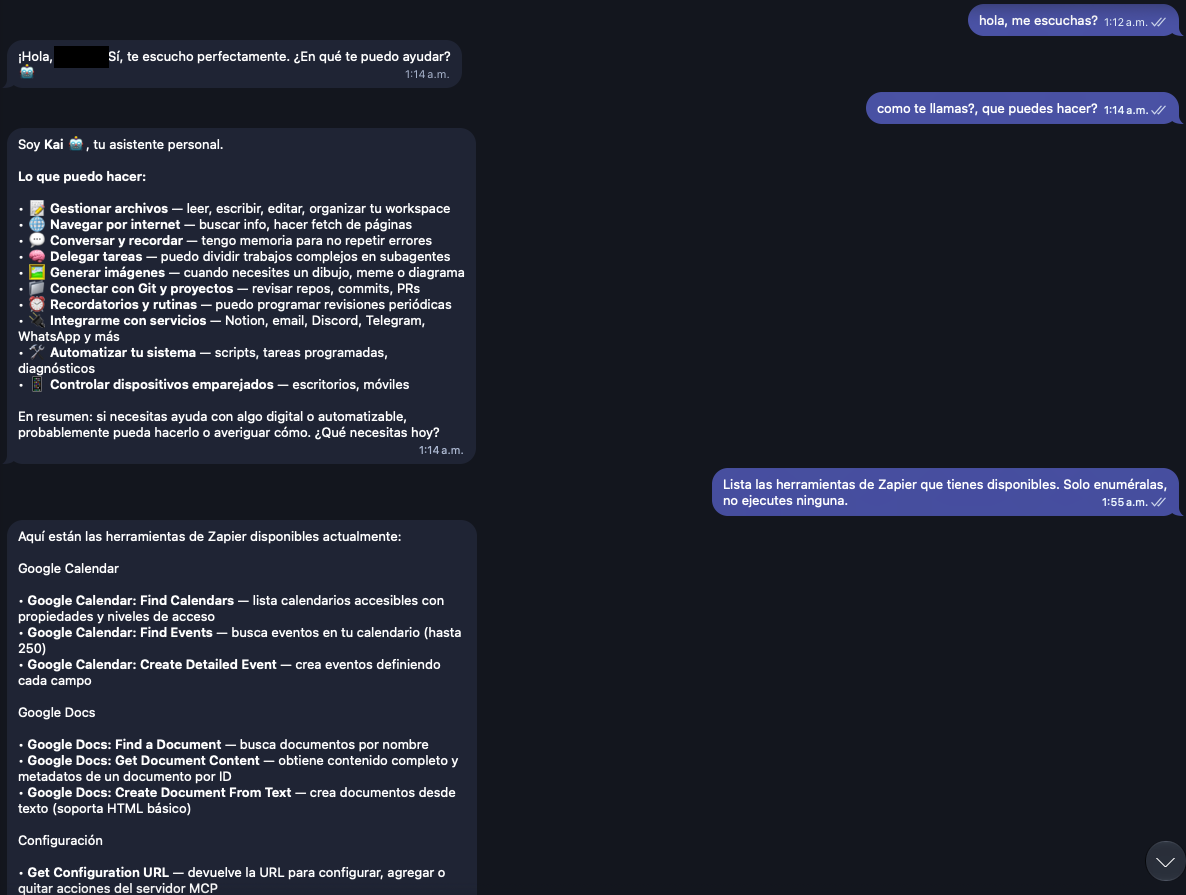 hola, me escuchas? 1:12 a.m.
¡Hola, Sí, te escucho perfectamente. ¿En qué te puedo ayudar?
1:14 a.m.
como te llamas?, que puedes hacer? 1:14 a.m.
Soy Kai 🤖, tu asistente personal.
Lo que puedo hacer:
• 📝 Gestionar archivos — leer, escribir, editar, organizar tu workspace
• 🌐 Navegar por internet — buscar info, hacer fetch de páginas
• 💬 Conversar y recordar — tengo memoria para no repetir errores
• 🧠 Delegar tareas — puedo dividir trabajos complejos en subagentes
• 🖼️ Generar imágenes — cuando necesites un dibujo, meme o diagrama
• 📁 Conectar con Git y proyectos — revisar repos, commits, PRs
• ⏰ Recordatorios y rutinas — puedo programar revisiones periódicas
• 🔌 Integrarme con servicios — Notion, email, Discord, Telegram,
WhatsApp y más
• 🛠️ Automatizar tu sistema — scripts, tareas programadas,
diagnósticos
• 📱 Controlar dispositivos emparejados — escritorios, móviles
En resumen: si necesitas ayuda con algo digital o automatizable,
probablemente pueda hacerlo o averiguar cómo. ¿Qué necesitas hoy?
1:14 a.m.
Lista las herramientas de Zapier que tienes disponibles. Solo enuméralas,
no ejecutes ninguna.
1:55 a.m.
Aquí están las herramientas de Zapier disponibles actualmente:
Google Calendar
• Google Calendar: Find Calendars — lista calendarios accesibles con
propiedades y niveles de acceso
• Google Calendar: Find Events — busca eventos en tu calendario (hasta
250)
• Google Calendar: Create Detailed Event — crea eventos definiendo
cada campo
Google Docs
• Google Docs: Find a Document — busca documentos por nombre
• Google Docs: Get Document Content — obtiene contenido completo y
metadatos de un documento por ID
• Google Docs: Create Document From Text — crea documentos desde
texto (soporta HTML básico)
Configuración
• Get Configuration URL — devuelve la URL para configurar, agregar o
quitar acciones del servidor MCP